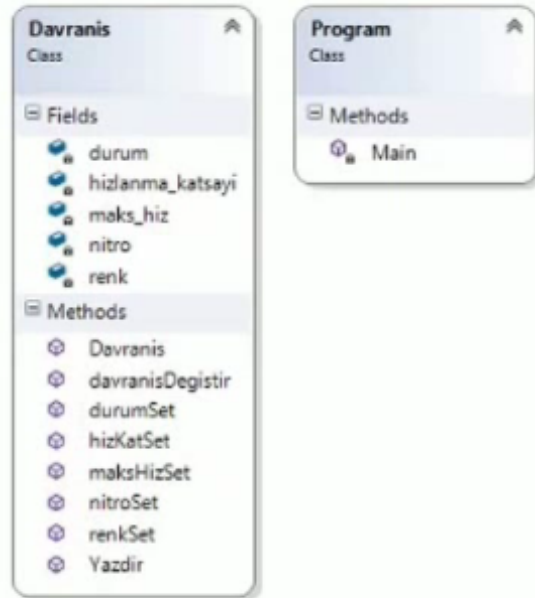 Davranis
Class
Fields
durum
hizlanma_katsayi
maks_hiz
nitro
renk
Methods
Davranis
davranisDegistir
durumSet
hizKatSet
maksHizSet
nitroSet
renkSet
Yazdir
Program
Class
Methods
Main